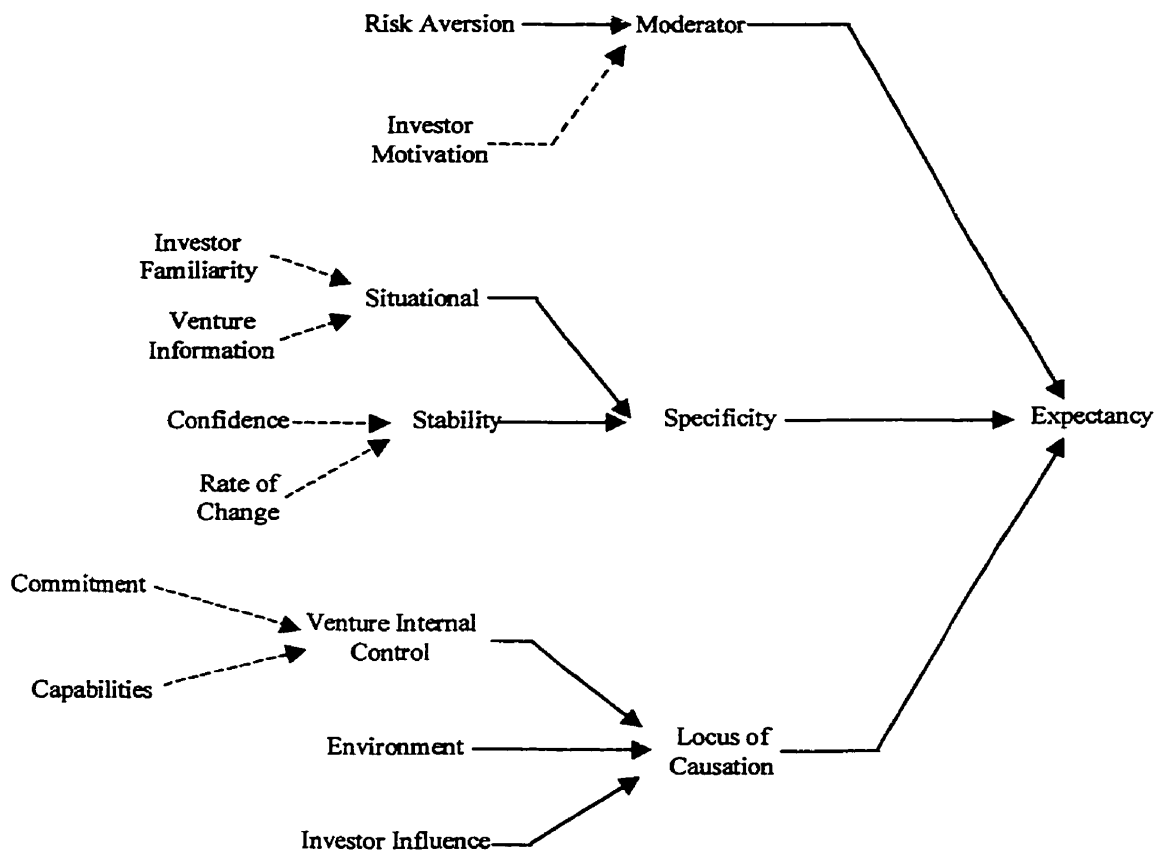 Risk Aversion
Moderator
Investor
Motivation
Investor
Familiarity
Situational
Venture
Information
Confidence
Stability
Specificity
Expectancy
Rate of
Change
Commitment
Venture Internal
Control
Capabilities
Environment
Locus of
Causation
Investor Influence